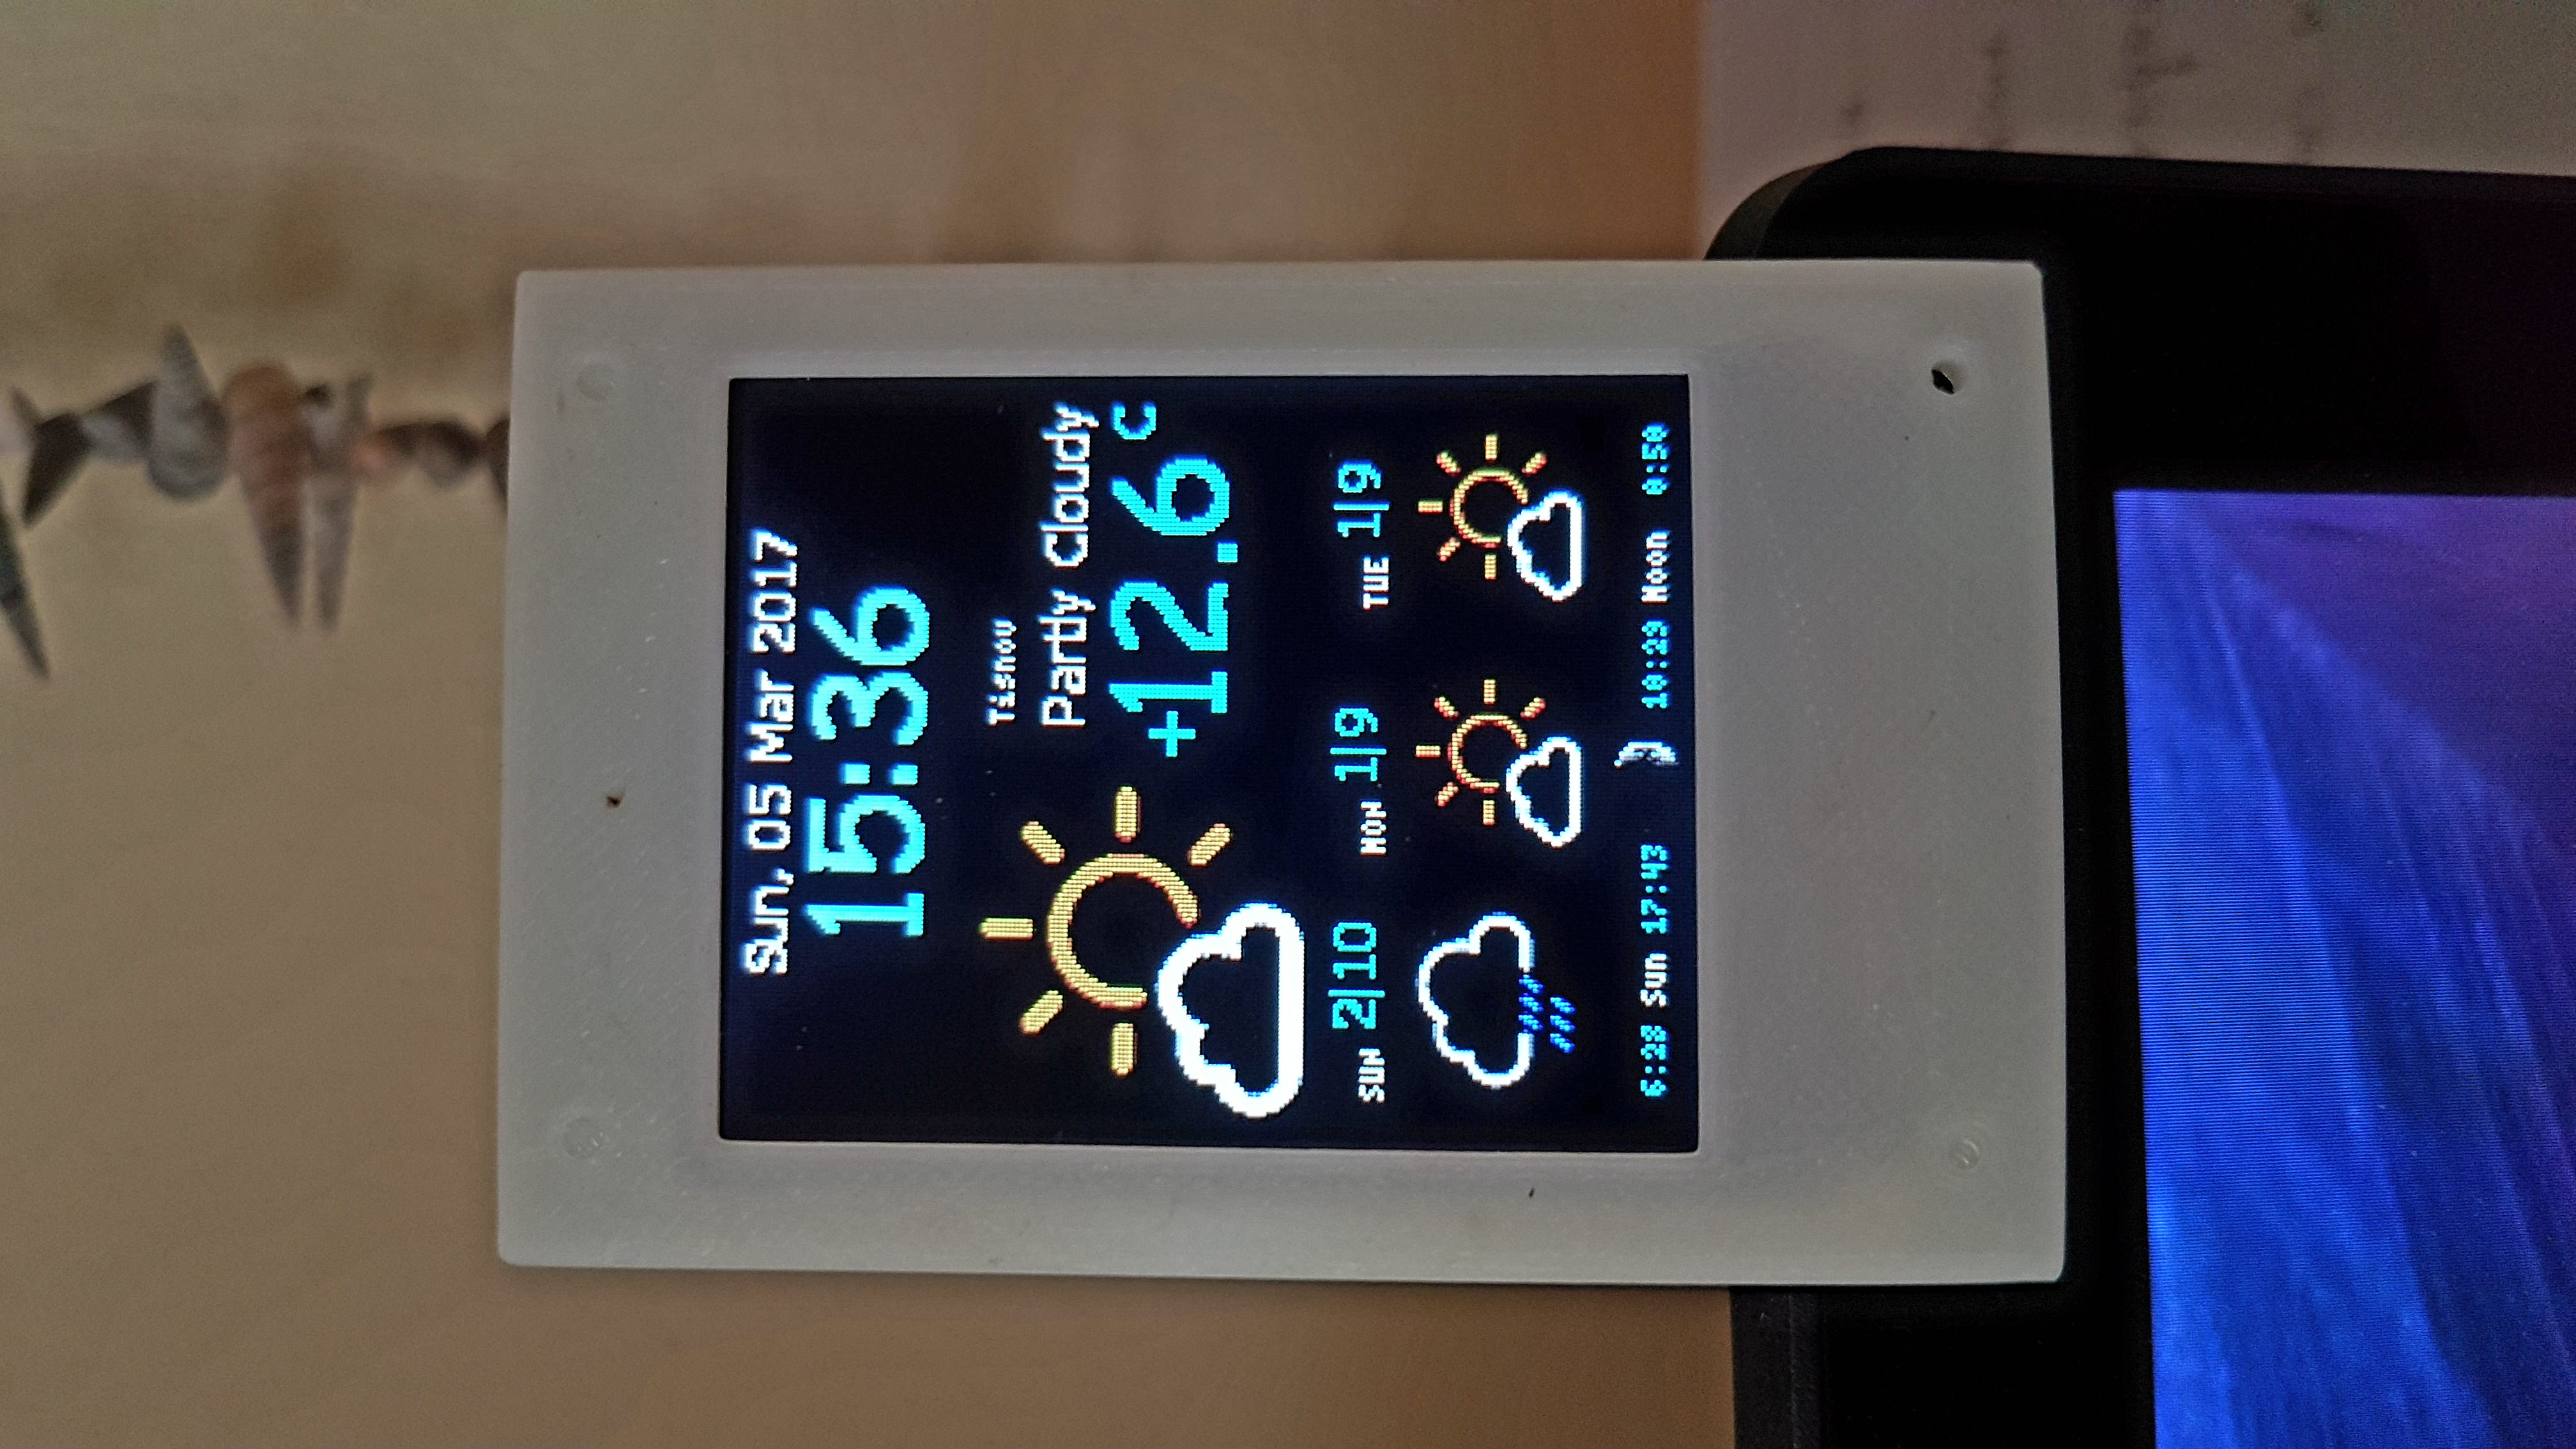 Sun, 05 Mar 2017
15:36
Tisnov
Partly Cloudy
+12.6 C
SUN 2|10 MON 1|9 TUE 1|9
6:28 Sun 17:43 10:29 Moon 0:50